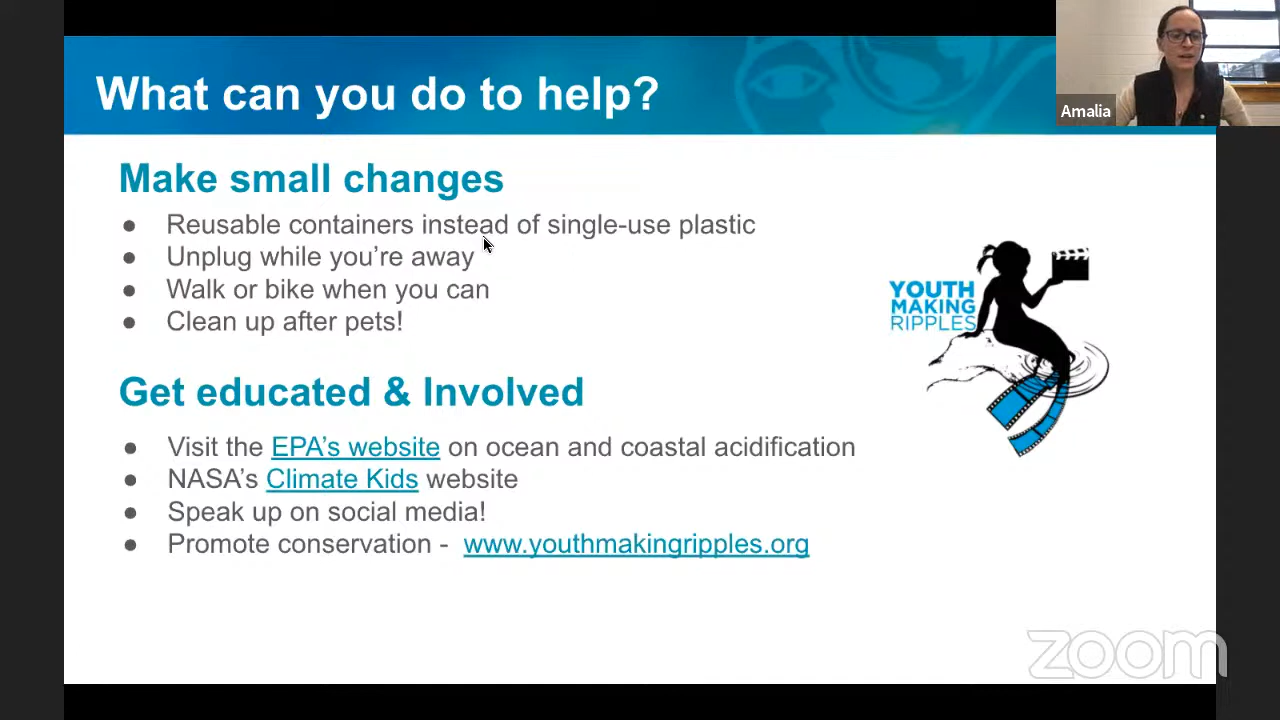 What can you do to help?
Amalia
Make small changes
● Reusable containers instead of single-use plastic
● Unplug while you're away
● Walk or bike when you can
● Clean up after pets!
YOUTH
MAKING
RIPPLES
Get educated & Involved
● Visit the EPA's website on ocean and coastal acidification
● NASA's Climate Kids website
● Speak up on social media!
● Promote conservation - www.youthmakingripples.org
zoom